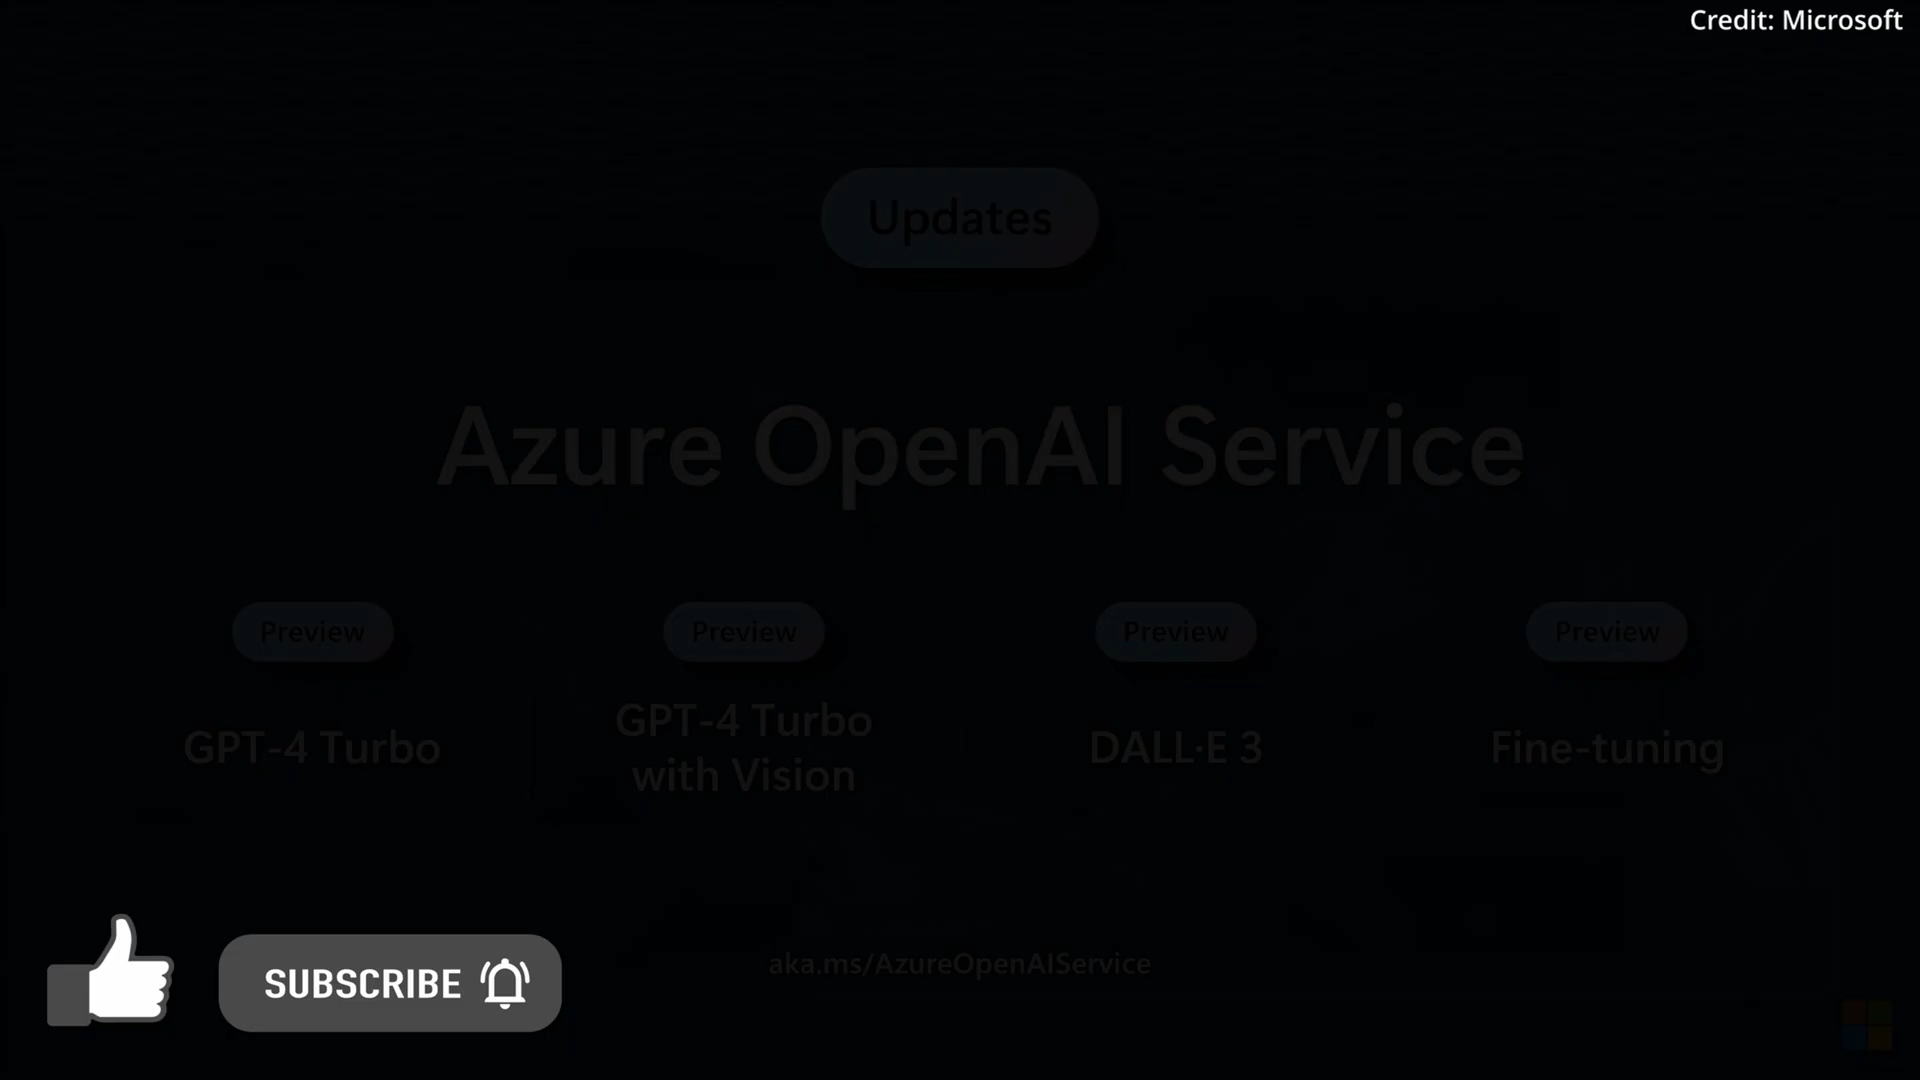 Credit: Microsoft
Updates
Azure OpenAI Service
Preview
Preview
Preview
Preview
GPT-4 Turbo
GPT-4 Turbo
with Vision
DALL·E 3
Fine-tuning
aka.ms/AzureOpenAIService
SUBSCRIBE